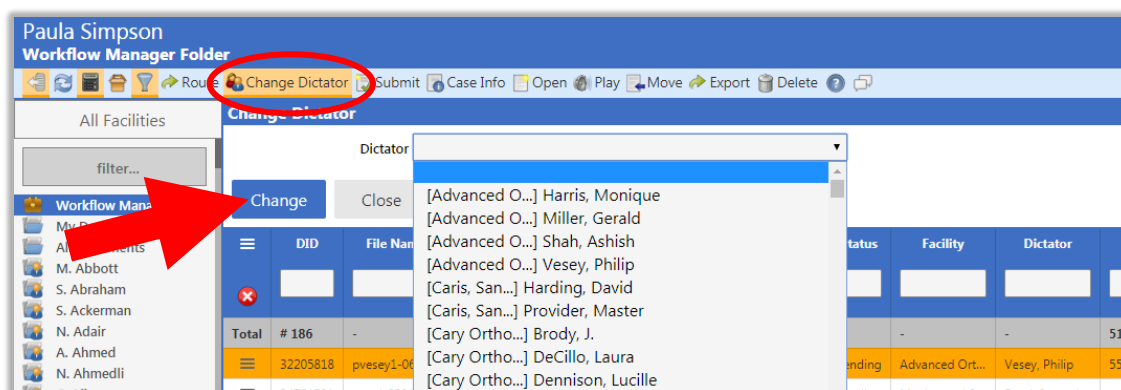 Paula Simpson
Workflow Manager Folder
Route Change Dictator Submit Case Info Open Play Move Export Delete
All Facilities
Change Dictator
Dictator
filter...
Change Close
[Advanced O...] Harris, Monique
[Advanced O...] Miller, Gerald
[Advanced O...] Shah, Ashish
[Advanced O...] Vesey, Philip
[Caris, San...] Harding, David
[Caris, San...] Provider, Master
[Cary Ortho...] Brody, J.
[Cary Ortho...] DeCillo, Laura
[Cary Ortho...] Dennison, Lucille
Workflow Mana
M. Abbott
S. Abraham
S. Ackerman
N. Adair
A. Ahmed
N. Ahmedli
DID File Nam tatus Facility Dictator
Total # 186 - - - 51
32205818 pvesey1-06 ending Advanced Ort... Vesey, Philip 55